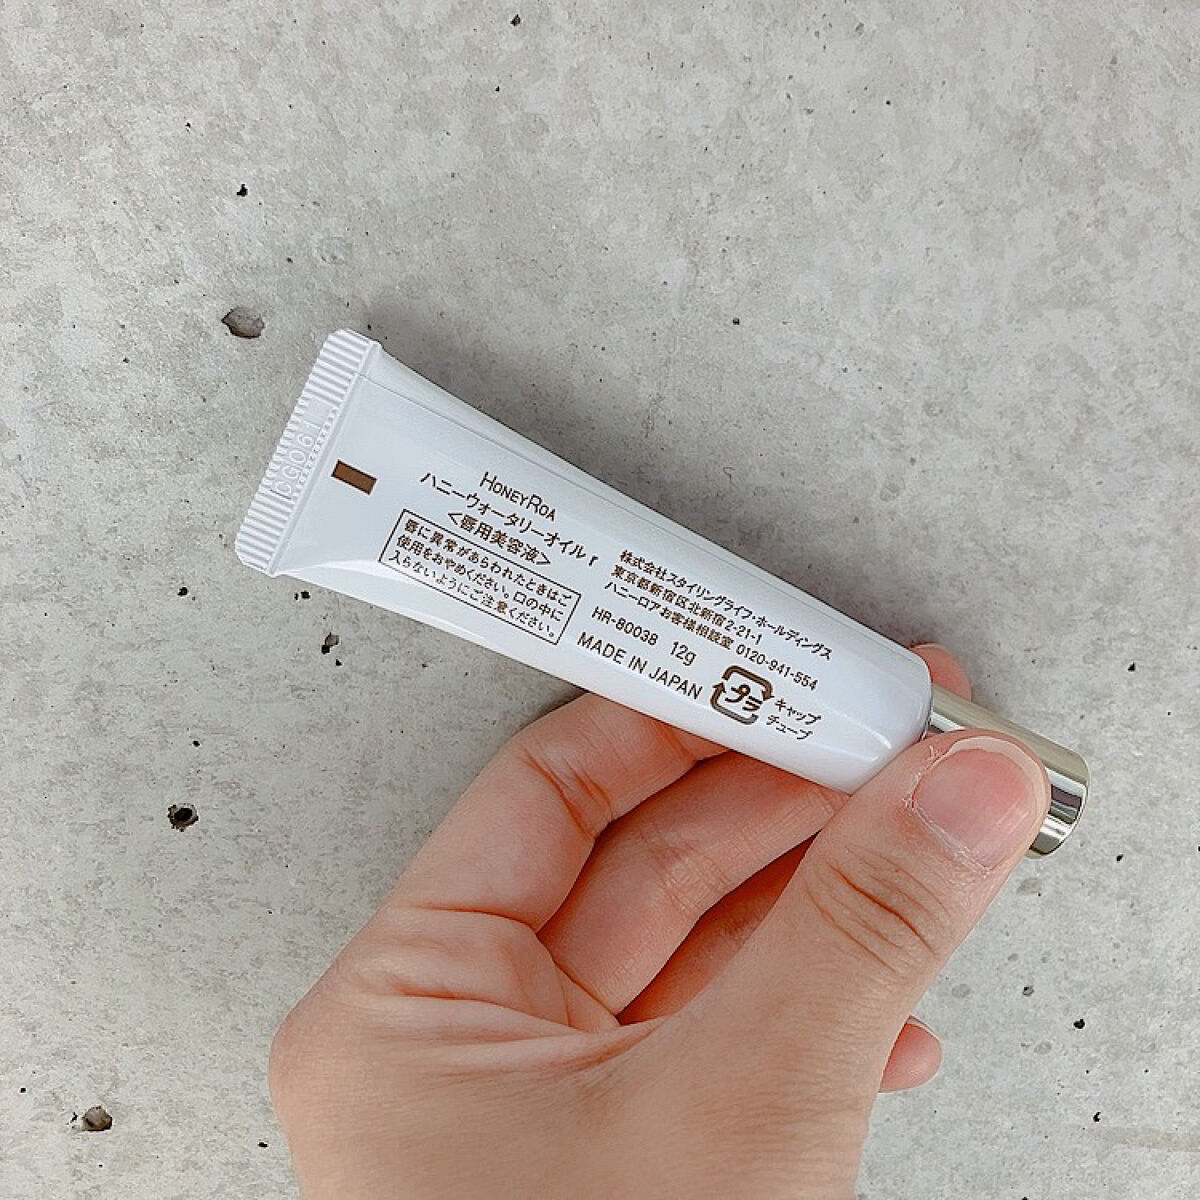 CG061
HONEYROA
ハニーウォータリーオイル r
<唇用美容液>
唇に異常があらわれたときはご
使用をおやめください。口の中に
入らないようにご注意ください。
株式会社スタイリングライフ・ホールディングス
東京都新宿区北新宿2-21-1
ハニーロアお客様相談室 0120-941-554
HR-80038 12g
MADE IN JAPAN
プラ
キャップ
チューブ